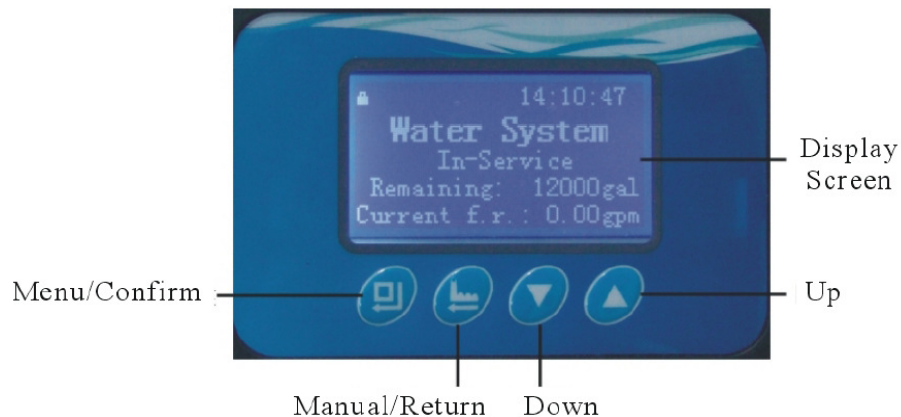 14:10:47
Water System
In-Service
Remaining: 12000gal
Current f.r.: 0.00gpm
Display
Screen
Menu/Confirm
Up
Manual/Return
Down